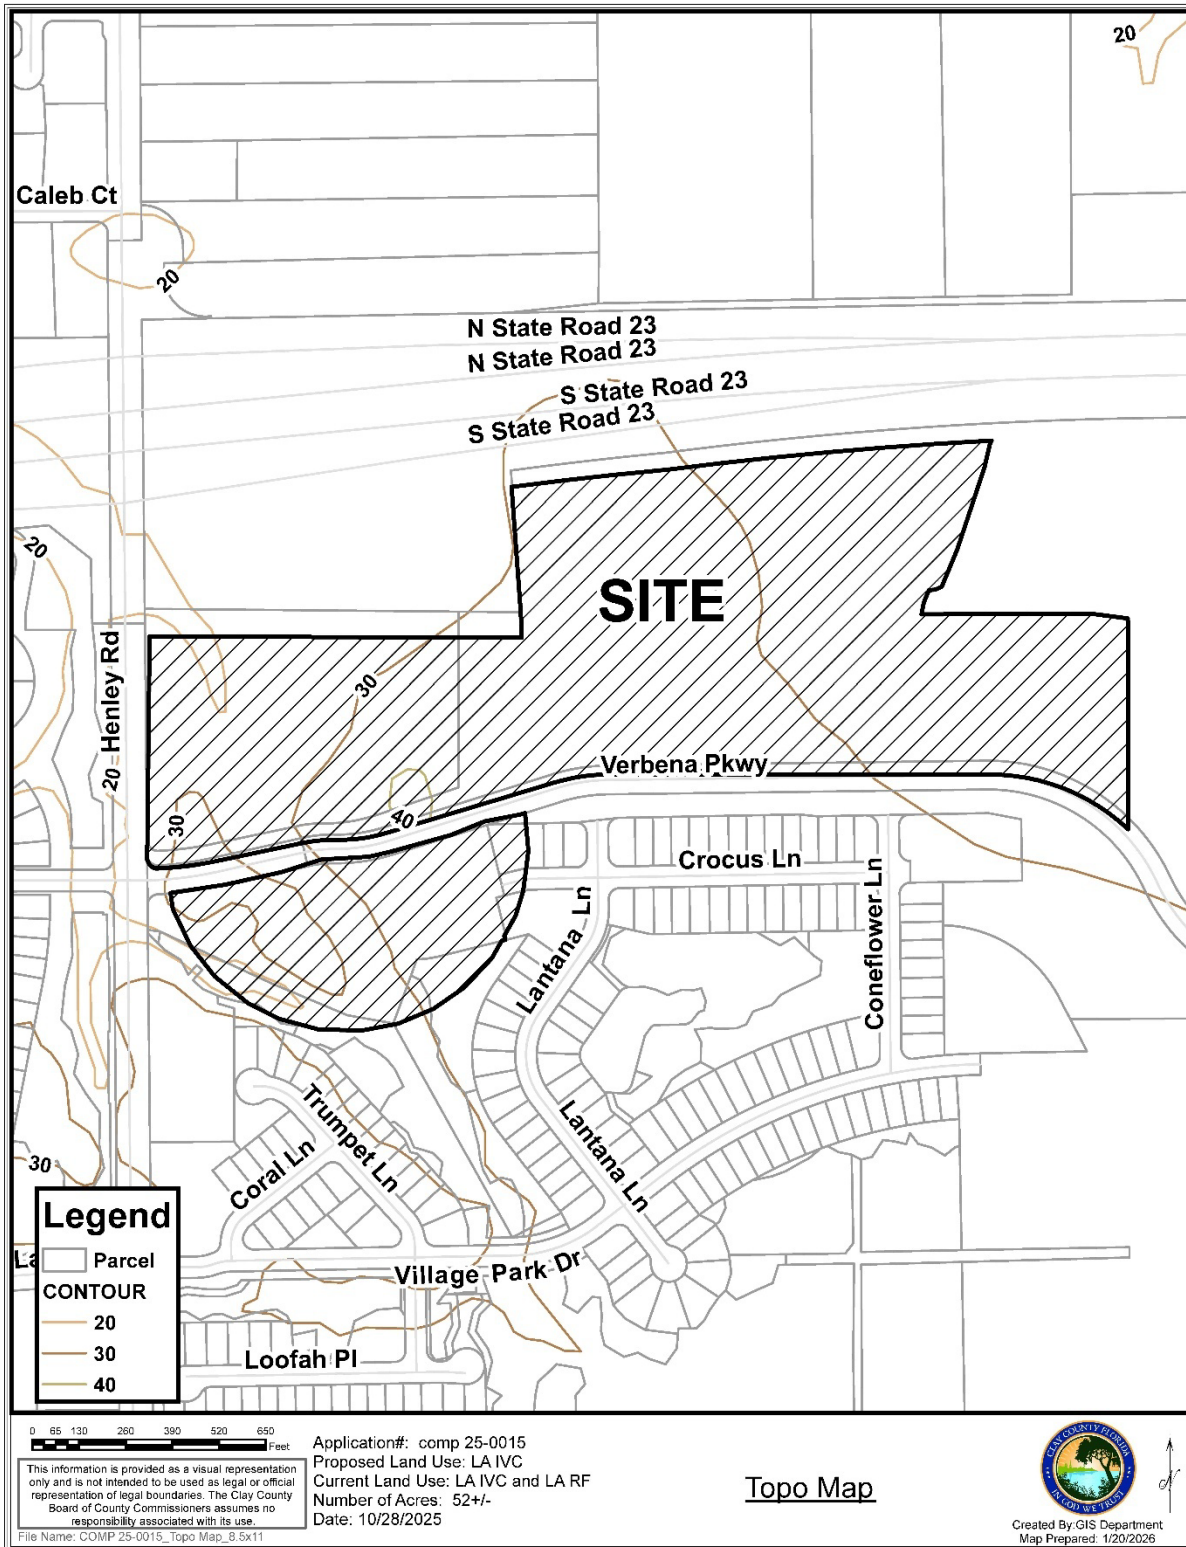 20
Caleb Ct
20
N State Road 23
N State Road 23
S State Road 23
S State Road 23
20
SITE
Henley Rd
30
20
Verbena Pkwy
40
30
Crocus Ln
Lantana Ln
Coneflower Ln
Trumpet Ln
Lantana Ln
Coral Ln
30
Village Park Dr
Loofah Pl
La
Legend
Parcel
CONTOUR
20
30
40
0 65 130 260 390 520 650
Feet
This information is provided as a visual representation
only and is not intended to be used as legal or official
representation of legal boundaries. The Clay County
Board of County Commissioners assumes no
responsibility associated with its use.
File Name: COMP 25-0015_Topo Map_8.5x11
Application#: comp 25-0015
Proposed Land Use: LA IVC
Current Land Use: LA IVC and LA RF
Number of Acres: 52+/-
Date: 10/28/2025
Topo Map
CLAY COUNTY FLORIDA
IN GOD WE TRUST
N
Created By:GIS Department
Map Prepared: 1/20/2026